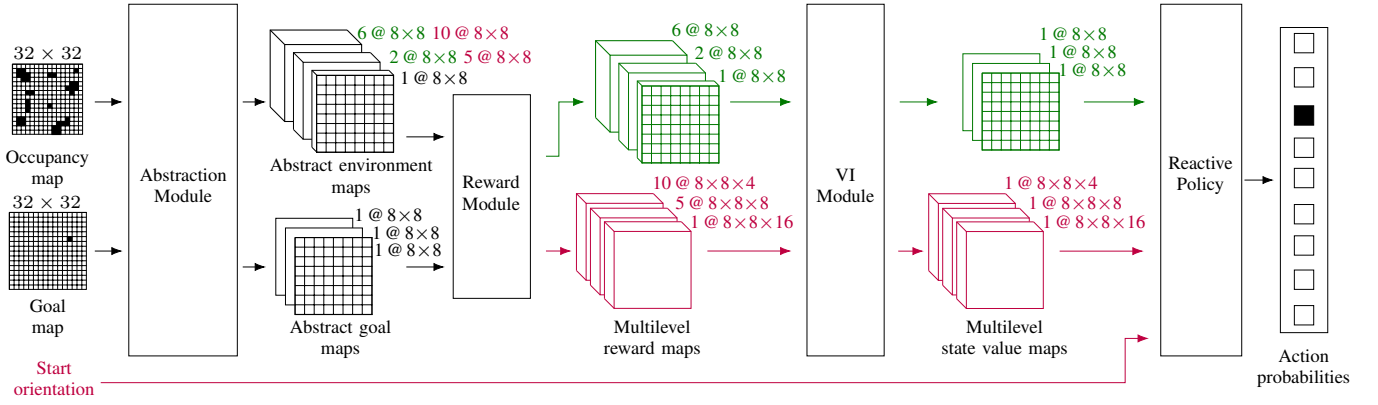 32 × 32
Occupancy
map
32 × 32
Goal
map
Start
orientation
Abstraction
Module
6 @ 8×8 10 @ 8×8
2 @ 8×8 5 @ 8×8
1 @ 8×8
Abstract environment
maps
1 @ 8×8
1 @ 8×8
1 @ 8×8
Abstract goal
maps
Reward
Module
6 @ 8×8
2 @ 8×8
1 @ 8×8
10 @ 8×8×4
5 @ 8×8×8
1 @ 8×8×16
Multilevel
reward maps
VI
Module
1 @ 8×8
1 @ 8×8
1 @ 8×8
1 @ 8×8×4
1 @ 8×8×8
1 @ 8×8×16
Multilevel
state value maps
Reactive
Policy
Action
probabilities